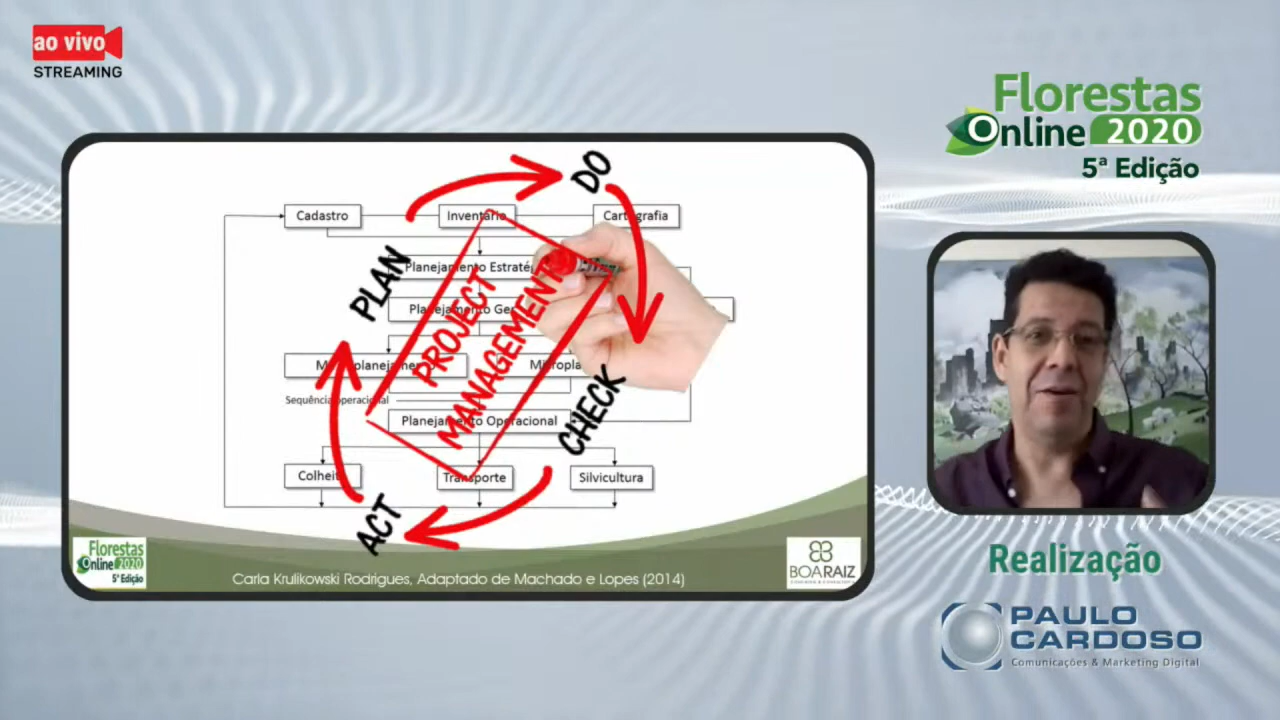 ao vivo
STREAMING
Florestas
Online 2020
5ª Edição
DO
PLAN
PROJECT
MANAGEMENT
CHECK
ACT
Cadastro
Inventário
Cartografia
Planejamento
Sequência operacional
Planejamento Operacional
Colheita
Transporte
Silvicultura
Florestas
Online 2020
5ª Edição
Carla Krulikowski Rodrigues, Adaptado de Machado e Lopes (2014)
BOARAIZ
Realização
PAULO
CARDOSO
Comunicações & Marketing Digital